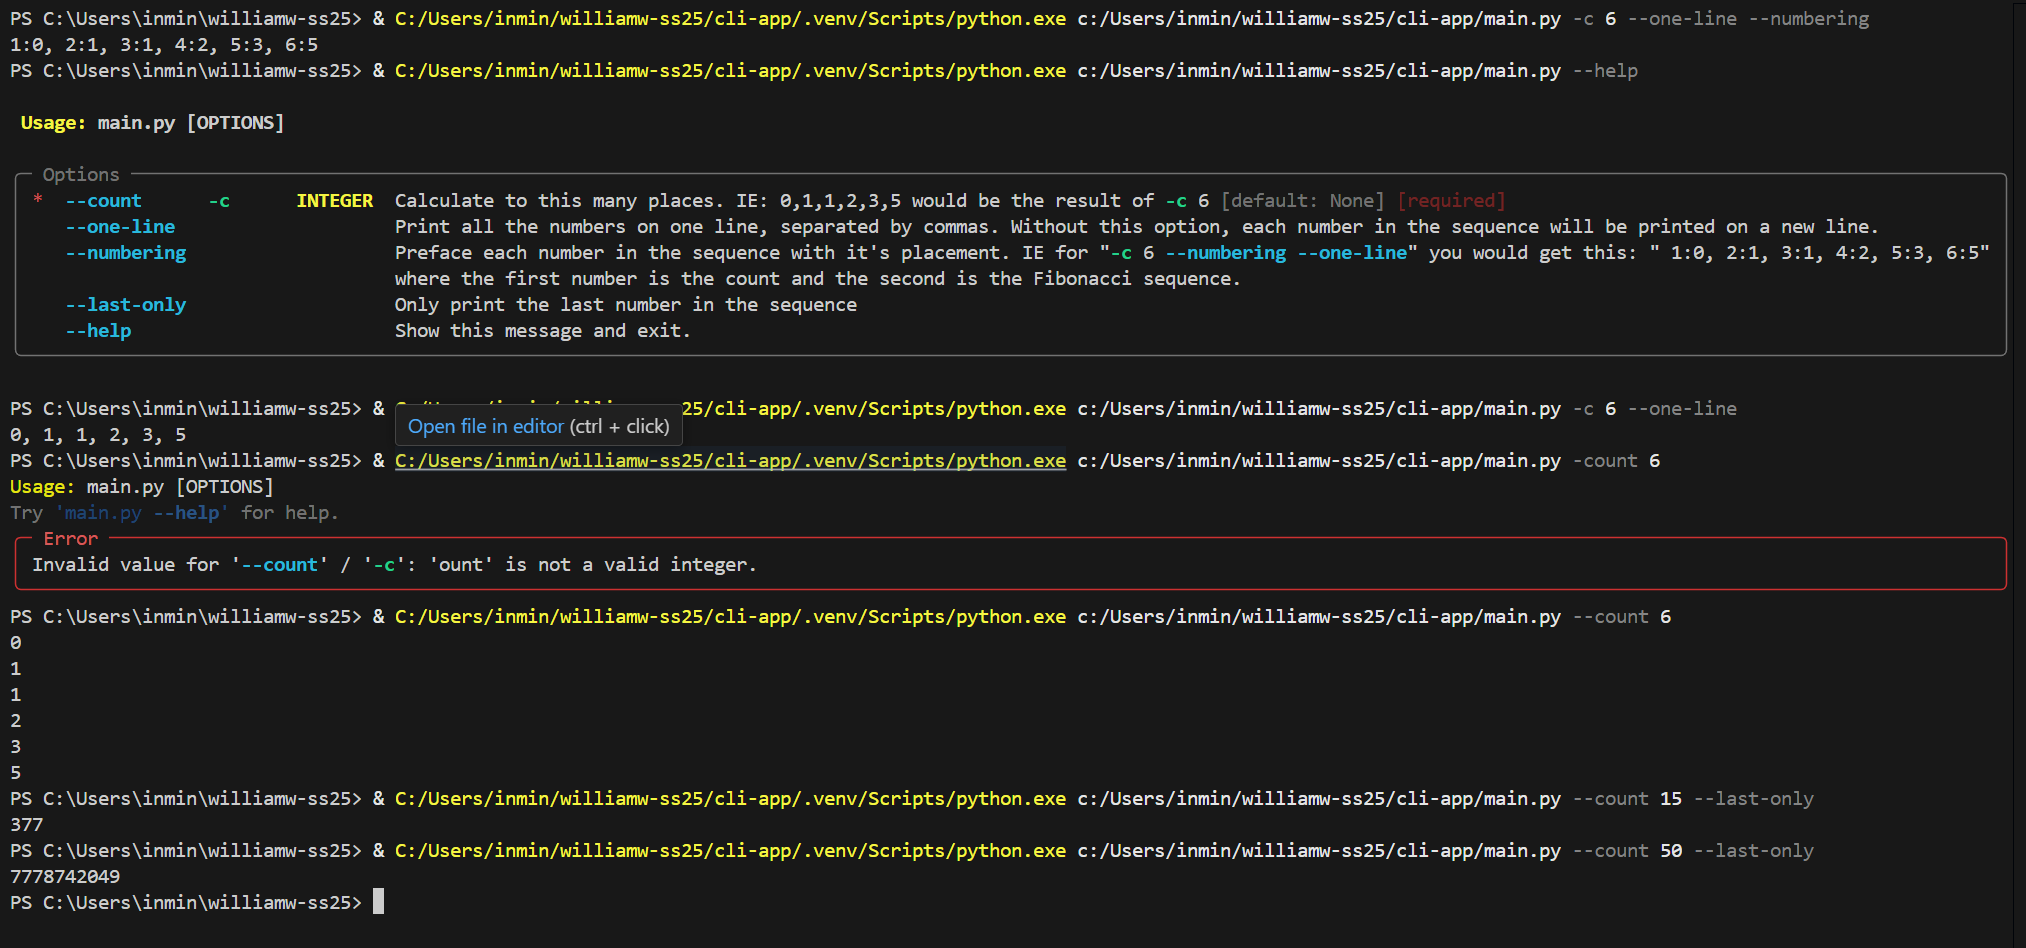 PS C:\Users\inmin\williamw-ss25> & C:/Users/inmin/williamw-ss25/cli-app/.venv/Scripts/python.exe c:/Users/inmin/williamw-ss25/cli-app/main.py -c 6 --one-line --numbering
1:0, 2:1, 3:1, 4:2, 5:3, 6:5
PS C:\Users\inmin\williamw-ss25> & C:/Users/inmin/williamw-ss25/cli-app/.venv/Scripts/python.exe c:/Users/inmin/williamw-ss25/cli-app/main.py --help
Usage: main.py [OPTIONS]
Options
* --count -c INTEGER Calculate to this many places. IE: 0,1,1,2,3,5 would be the result of -c 6 [default: None] [required]
--one-line Print all the numbers on one line, separated by commas. Without this option, each number in the sequence will be printed on a new line.
--numbering Preface each number in the sequence with it's placement. IE for "-c 6 --numbering --one-line" you would get this: " 1:0, 2:1, 3:1, 4:2, 5:3, 6:5"
where the first number is the count and the second is the Fibonacci sequence.
--last-only Only print the last number in the sequence
--help Show this message and exit.
PS C:\Users\inmin\williamw-ss25> & 25/cli-app/.venv/Scripts/python.exe c:/Users/inmin/williamw-ss25/cli-app/main.py -c 6 --one-line
Open file in editor (ctrl + click)
0, 1, 1, 2, 3, 5
PS C:\Users\inmin\williamw-ss25> & C:/Users/inmin/williamw-ss25/cli-app/.venv/Scripts/python.exe c:/Users/inmin/williamw-ss25/cli-app/main.py -count 6
Usage: main.py [OPTIONS]
Try 'main.py --help' for help.
Error
Invalid value for '--count' / '-c': 'ount' is not a valid integer.
PS C:\Users\inmin\williamw-ss25> & C:/Users/inmin/williamw-ss25/cli-app/.venv/Scripts/python.exe c:/Users/inmin/williamw-ss25/cli-app/main.py --count 6
0
1
1
2
3
5
PS C:\Users\inmin\williamw-ss25> & C:/Users/inmin/williamw-ss25/cli-app/.venv/Scripts/python.exe c:/Users/inmin/williamw-ss25/cli-app/main.py --count 15 --last-only
377
PS C:\Users\inmin\williamw-ss25> & C:/Users/inmin/williamw-ss25/cli-app/.venv/Scripts/python.exe c:/Users/inmin/williamw-ss25/cli-app/main.py --count 50 --last-only
7778742049
PS C:\Users\inmin\williamw-ss25>